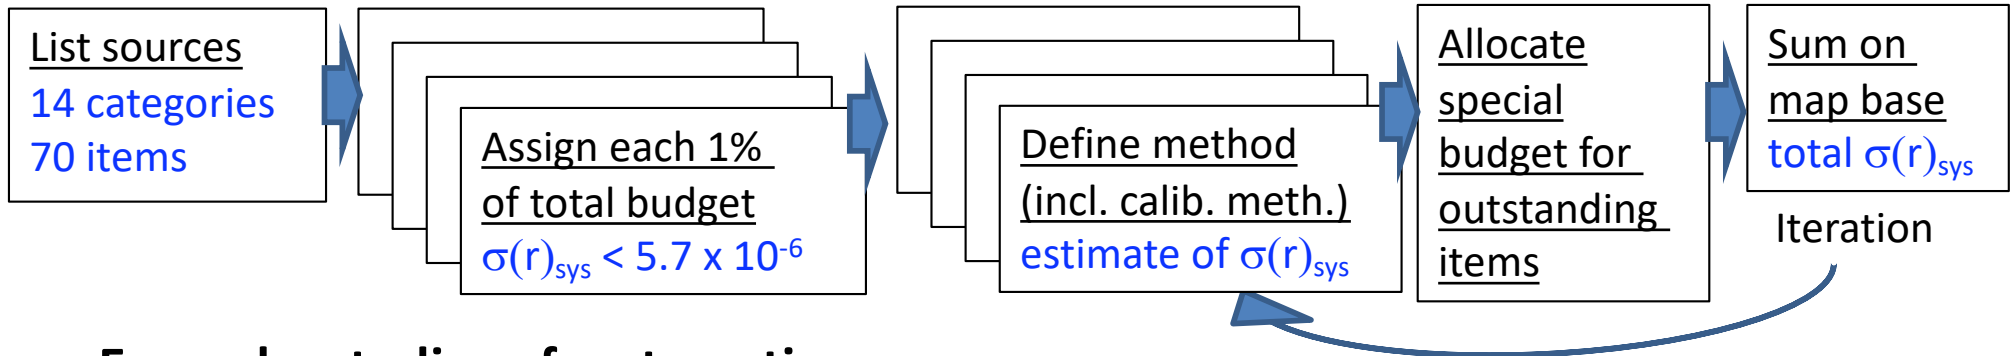 List sources
14 categories
70 items
Assign each 1%
of total budget
σ(r)sys < 5.7 x 10-6
Define method
(incl. calib. meth.)
estimate of σ(r)sys
Allocate
special
budget for
outstanding
items
Sum on
map base
total σ(r)sys
Iteration